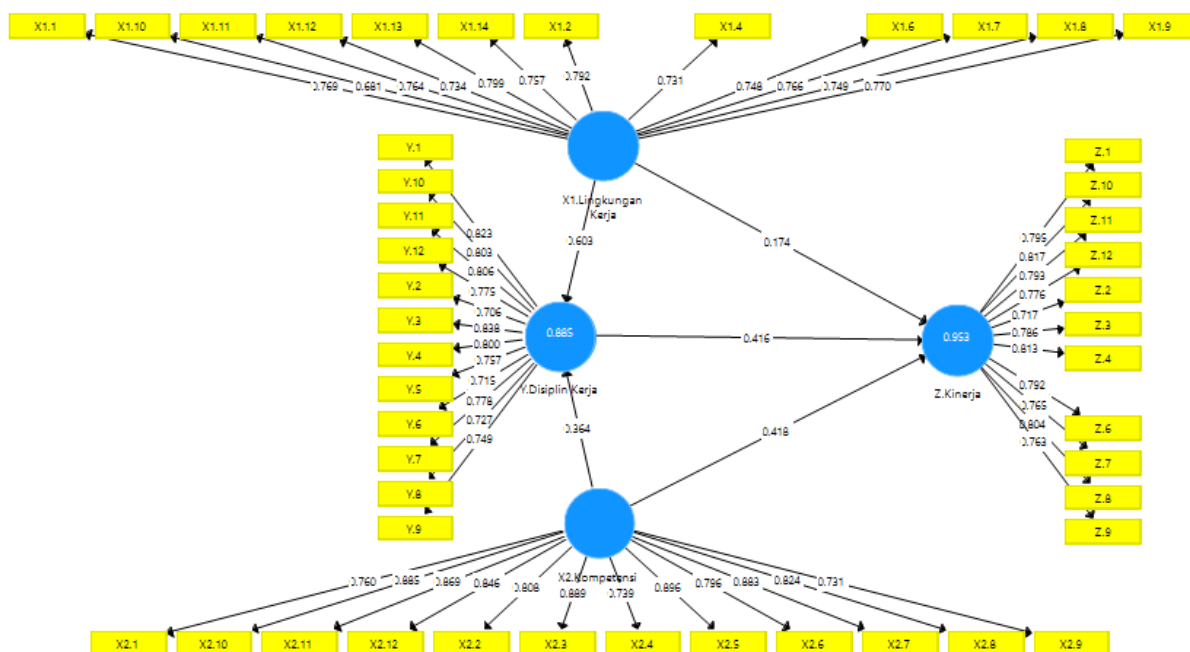 X1.1 X1.10 X1.11 X1.12 X1.13 X1.14 X1.2 X1.4 X1.6 X1.7 X1.8 X1.9
0.769 0.681 0.764 0.734 0.799 0.757 0.792 0.731 0.748 0.766 0.749 0.770
X1.Lingkungan
Kerja
Y.1
Y.10
Y.11
Y.12
Y.2
Y.3
Y.4
Y.5
Y.6
Y.7
Y.8
Y.9
0.823
0.803
0.806
0.775
0.706
0.838
0.800
0.757
0.715
0.778
0.727
0.749
0.603
0.174
0.885
Y.Disiplin Kerja
0.416
0.364
0.418
0.953
Z.Kinerja
0.795
0.817
0.793
0.776
0.717
0.786
0.813
0.792
0.765
0.804
0.763
Z.1
Z.10
Z.11
Z.12
Z.2
Z.3
Z.4
Z.6
Z.7
Z.8
Z.9
X2.Kompetensi
0.760 0.885 0.869 0.846 0.808 0.889 0.739 0.896 0.796 0.883 0.824 0.731
X2.1 X2.10 X2.11 X2.12 X2.2 X2.3 X2.4 X2.5 X2.6 X2.7 X2.8 X2.9